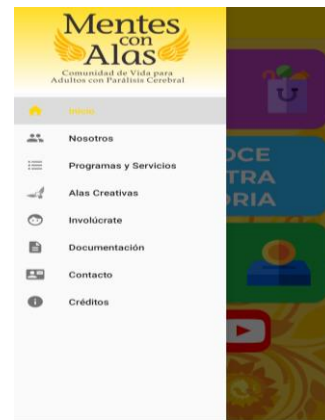 Mentes
con
Alas
Comunidad de Vida para
Adultos con Parálisis Cerebral
Inicio
Nosotros
Programas y Servicios
Alas Creativas
Involúcrate
Documentación
Contacto
Créditos
OCE
TRA
RIA